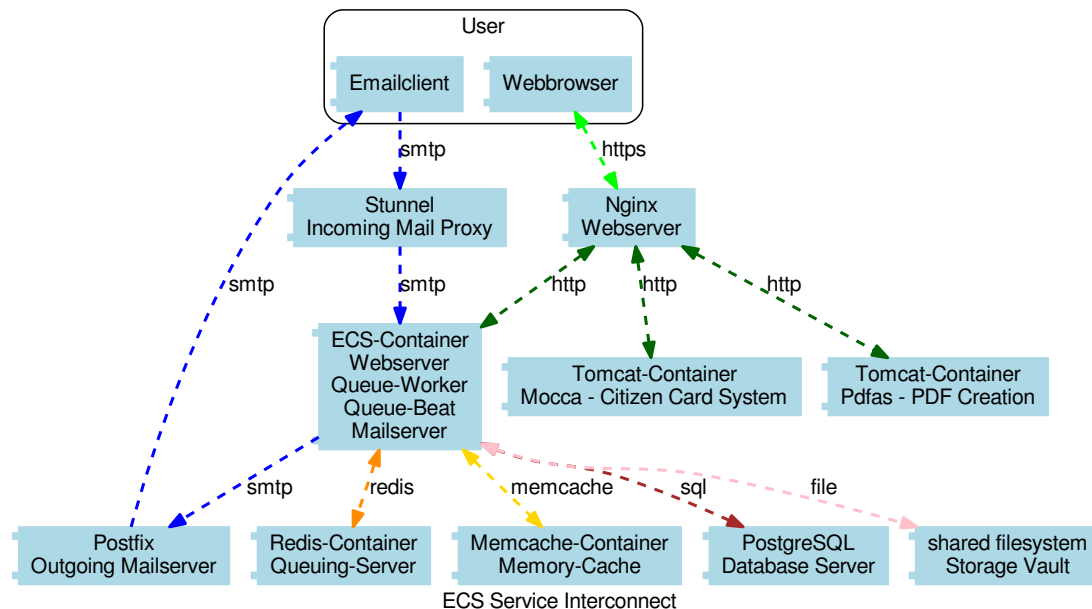 User
Emailclient
Webbrowser
smtp
https
Stunnel
Incoming Mail Proxy
Nginx
Webserver
smtp
smtp
http
http
http
ECS-Container
Webserver
Queue-Worker
Queue-Beat
Mailserver
Tomcat-Container
Mocca - Citizen Card System
Tomcat-Container
Pdfas - PDF Creation
smtp
redis
memcache
sql
file
Postfix
Outgoing Mailserver
Redis-Container
Queuing-Server
Memcache-Container
Memory-Cache
PostgreSQL
Database Server
shared filesystem
Storage Vault
ECS Service Interconnect